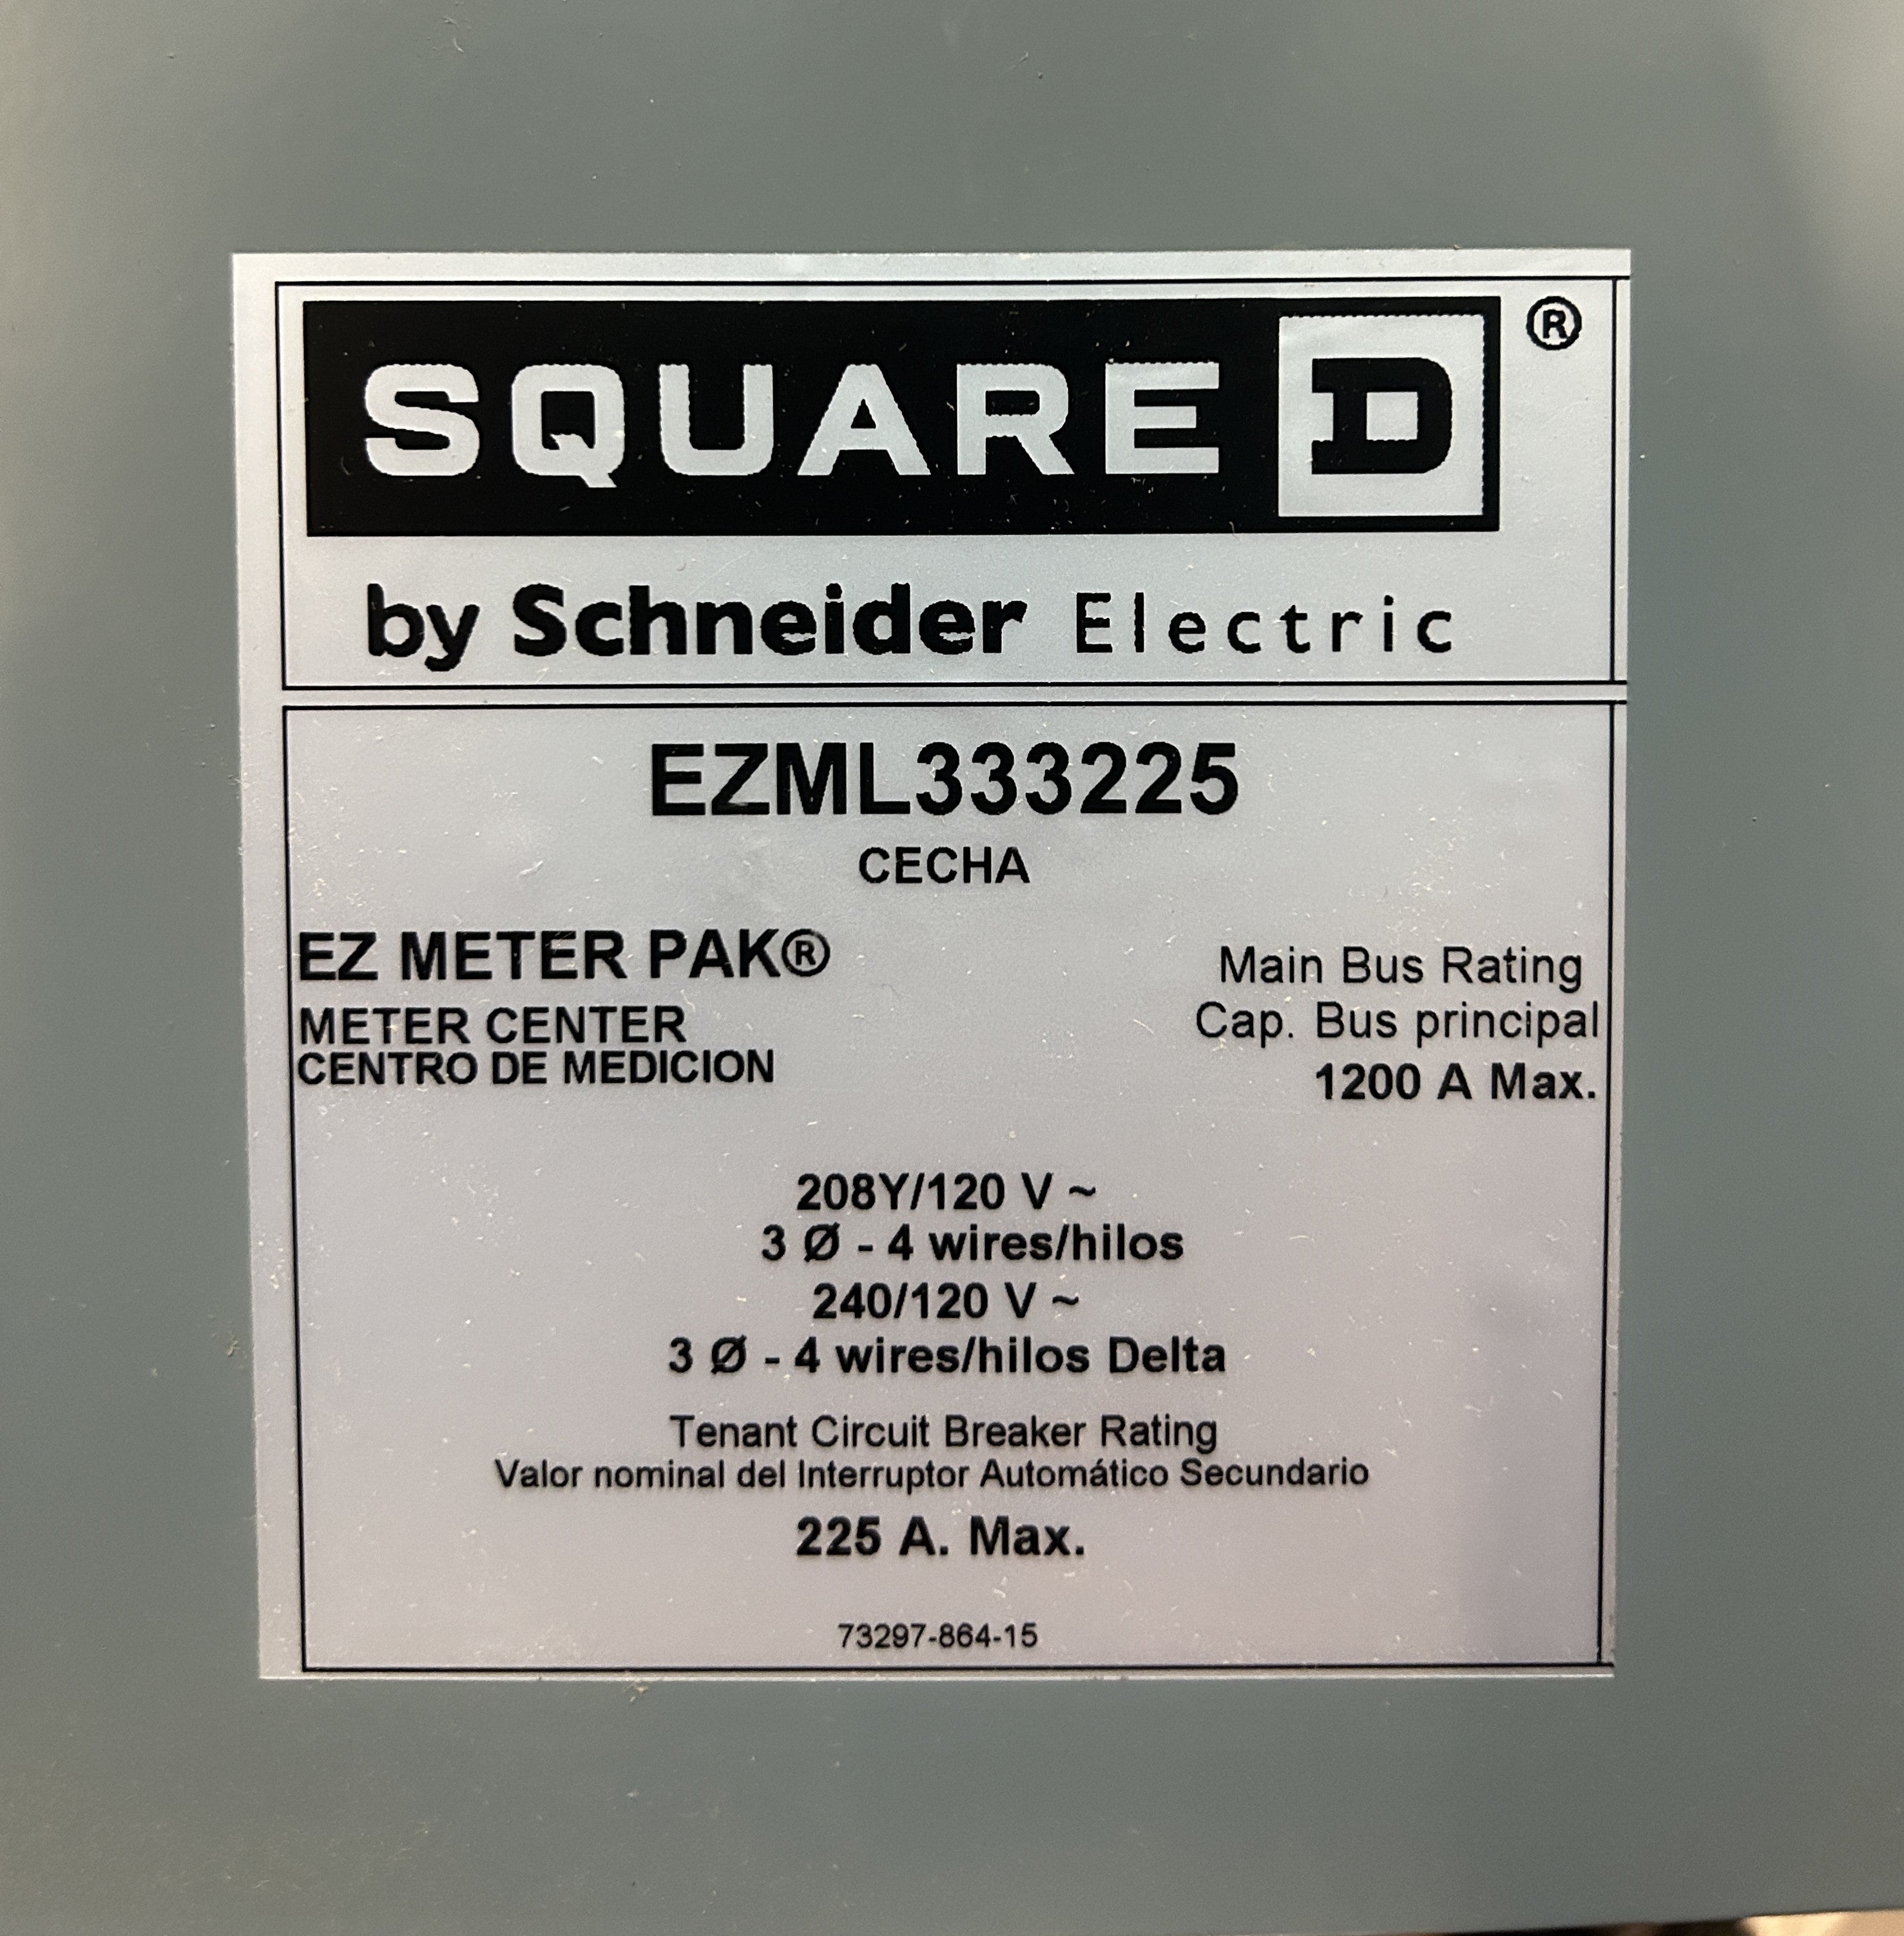 SQUARE D ®
by Schneider Electric
EZML333225
CECHA
EZ METER PAK®
METER CENTER
CENTRO DE MEDICION
Main Bus Rating
Cap. Bus principal
1200 A Max.
208Y/120 V ~
3 Ø - 4 wires/hilos
240/120 V ~
3 Ø - 4 wires/hilos Delta
Tenant Circuit Breaker Rating
Valor nominal del Interruptor Automático Secundario
225 A. Max.
73297-864-15